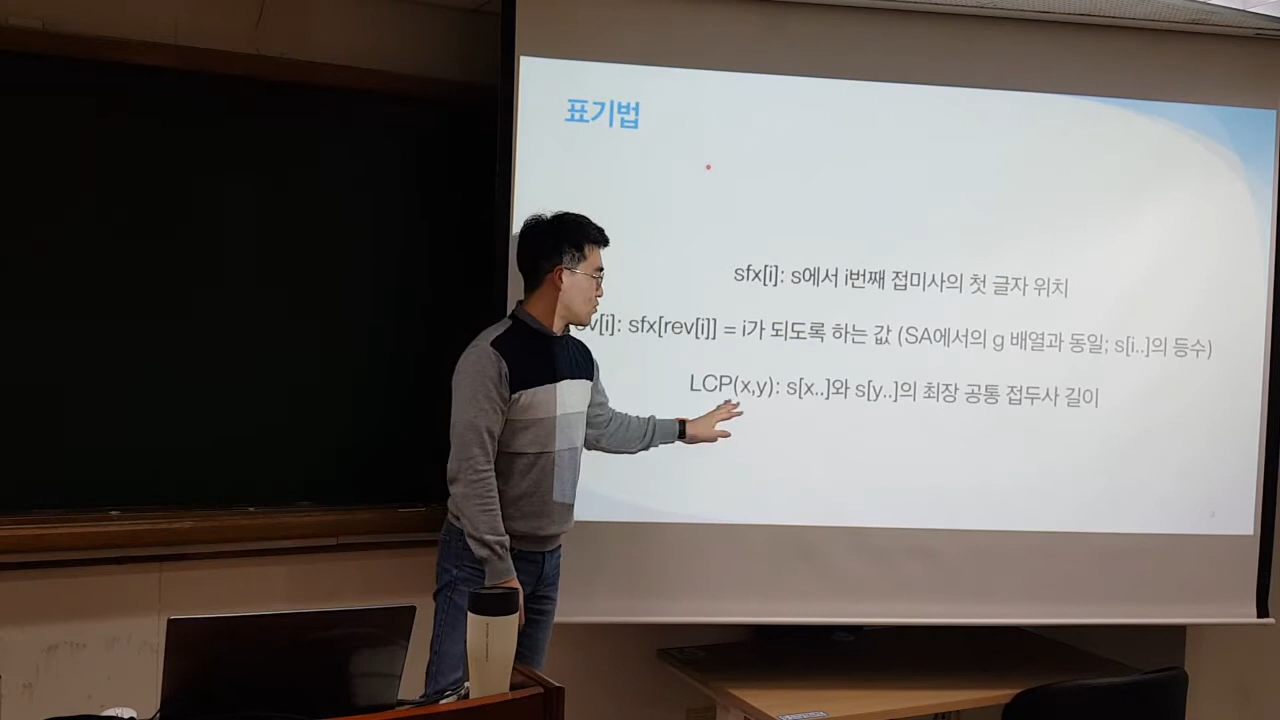 표기법
sfx[i]: s에서 i번째 접미사의 첫 글자 위치
ev[i]: sfx[rev[i]] = i가 되도록 하는 값 (SA에서의 g 배열과 동일; s[i..]의 등수)
LCP(x,y): s[x..]와 s[y..]의 최장 공통 접두사 길이